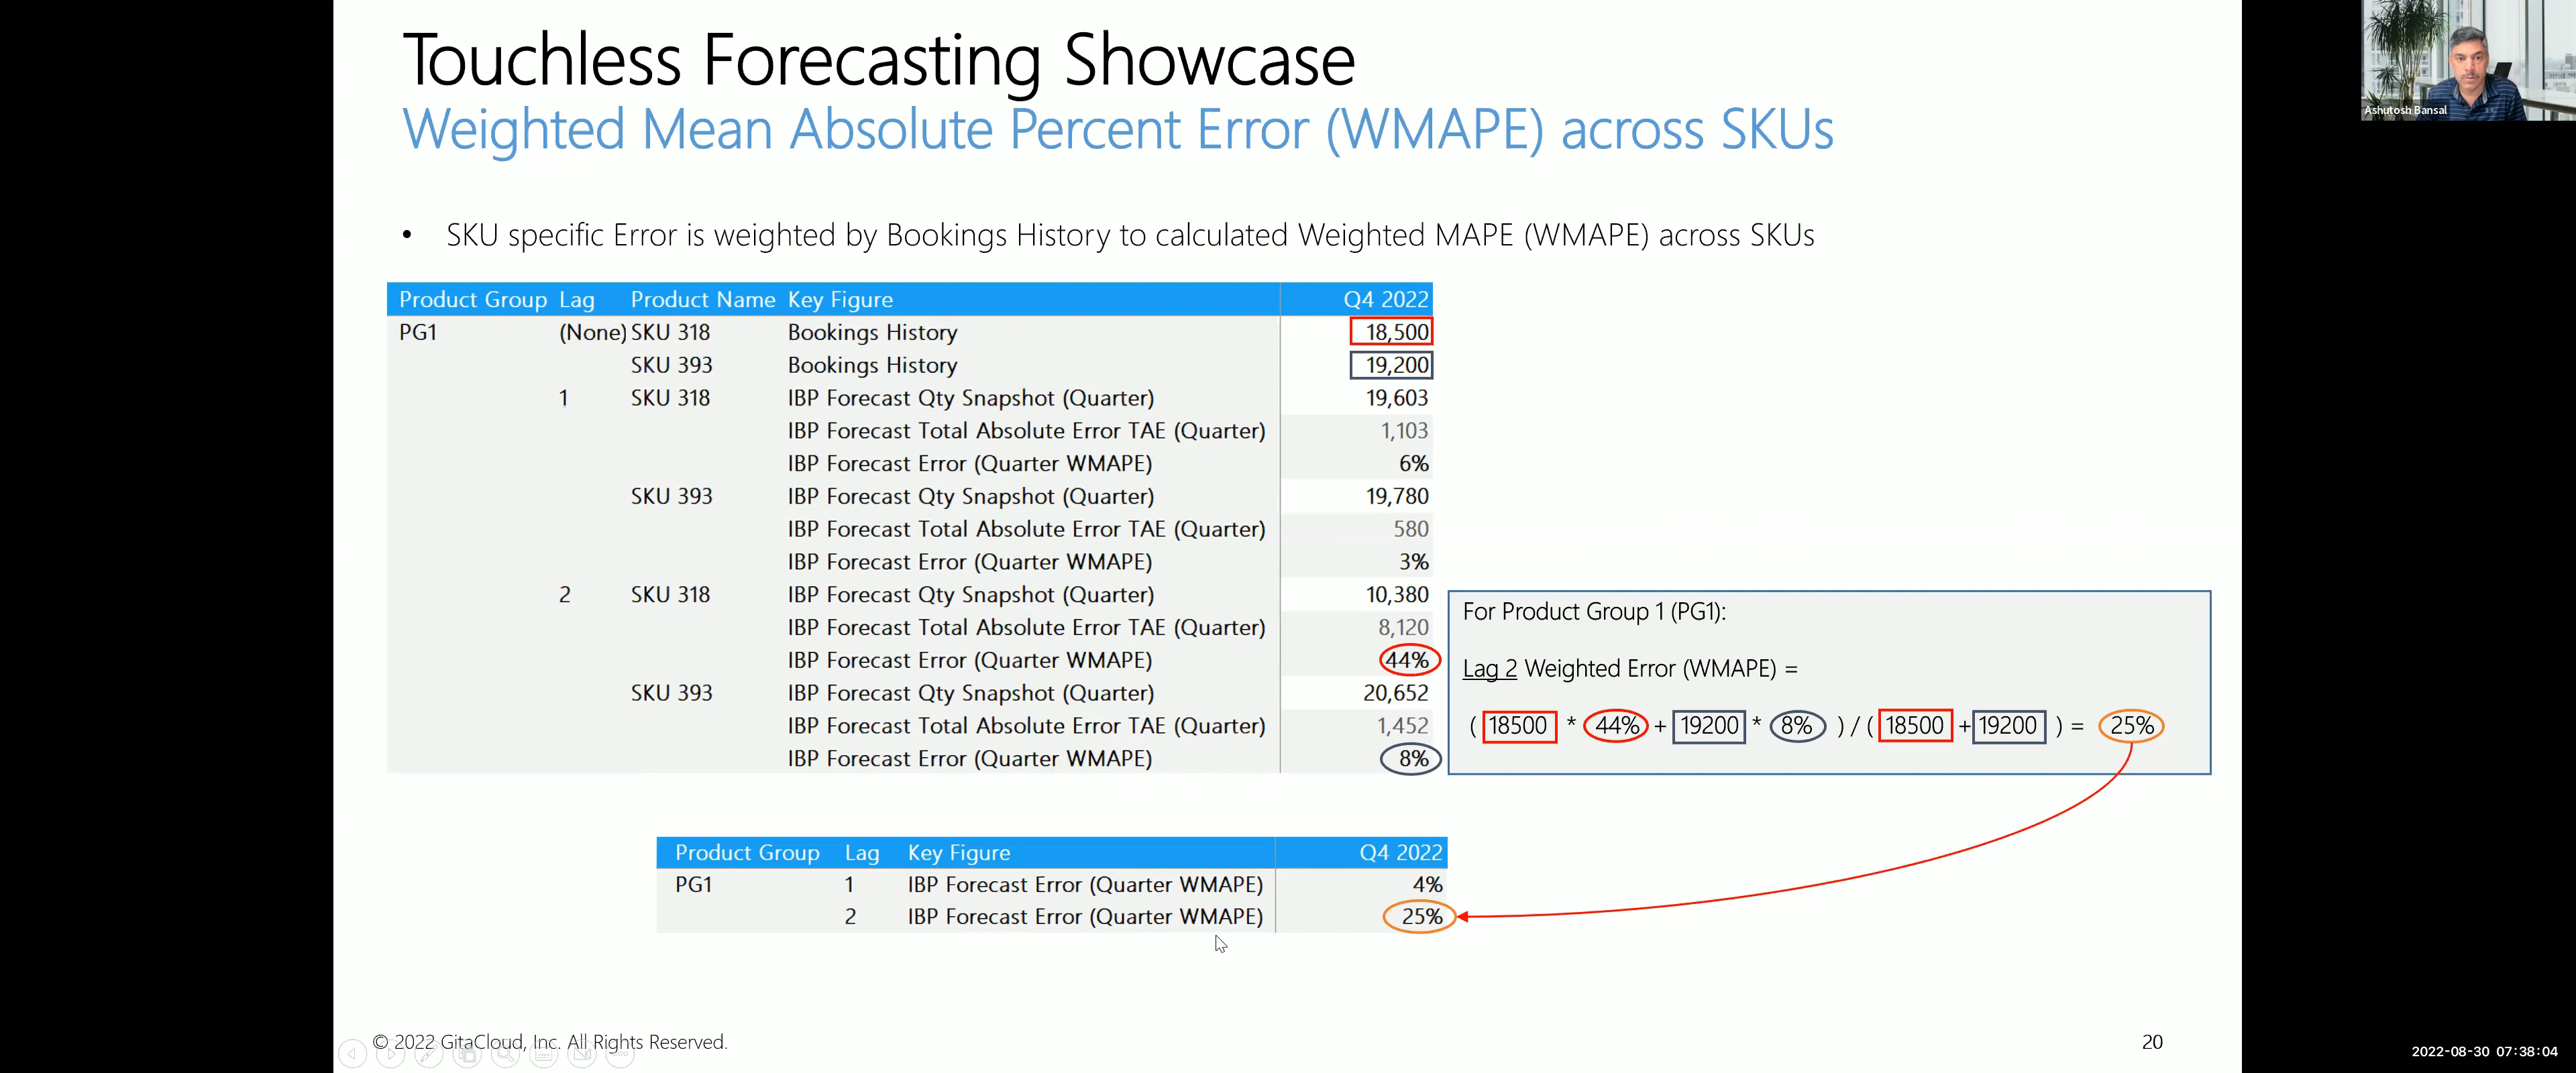 Touchless Forecasting Showcase
Weighted Mean Absolute Percent Error (WMAPE) across SKUs
Ashutosh Bansal
• SKU specific Error is weighted by Bookings History to calculated Weighted MAPE (WMAPE) across SKUs
Product Group Lag Product Name Key Figure Q4 2022
PG1 (None) SKU 318 Bookings History 18,500
SKU 393 Bookings History 19,200
1 SKU 318 IBP Forecast Qty Snapshot (Quarter) 19,603
IBP Forecast Total Absolute Error TAE (Quarter) 1,103
IBP Forecast Error (Quarter WMAPE) 6%
SKU 393 IBP Forecast Qty Snapshot (Quarter) 19,780
IBP Forecast Total Absolute Error TAE (Quarter) 580
IBP Forecast Error (Quarter WMAPE) 3%
2 SKU 318 IBP Forecast Qty Snapshot (Quarter) 10,380
IBP Forecast Total Absolute Error TAE (Quarter) 8,120
IBP Forecast Error (Quarter WMAPE) 44%
SKU 393 IBP Forecast Qty Snapshot (Quarter) 20,652
IBP Forecast Total Absolute Error TAE (Quarter) 1,452
IBP Forecast Error (Quarter WMAPE) 8%
For Product Group 1 (PG1):
Lag 2 Weighted Error (WMAPE) =
( 18500 * 44% + 19200 * 8% ) / ( 18500 + 19200 ) = 25%
Product Group Lag Key Figure Q4 2022
PG1 1 IBP Forecast Error (Quarter WMAPE) 4%
2 IBP Forecast Error (Quarter WMAPE) 25%
© 2022 GitaCloud, Inc. All Rights Reserved.
20
2022-08-30 07:38:04